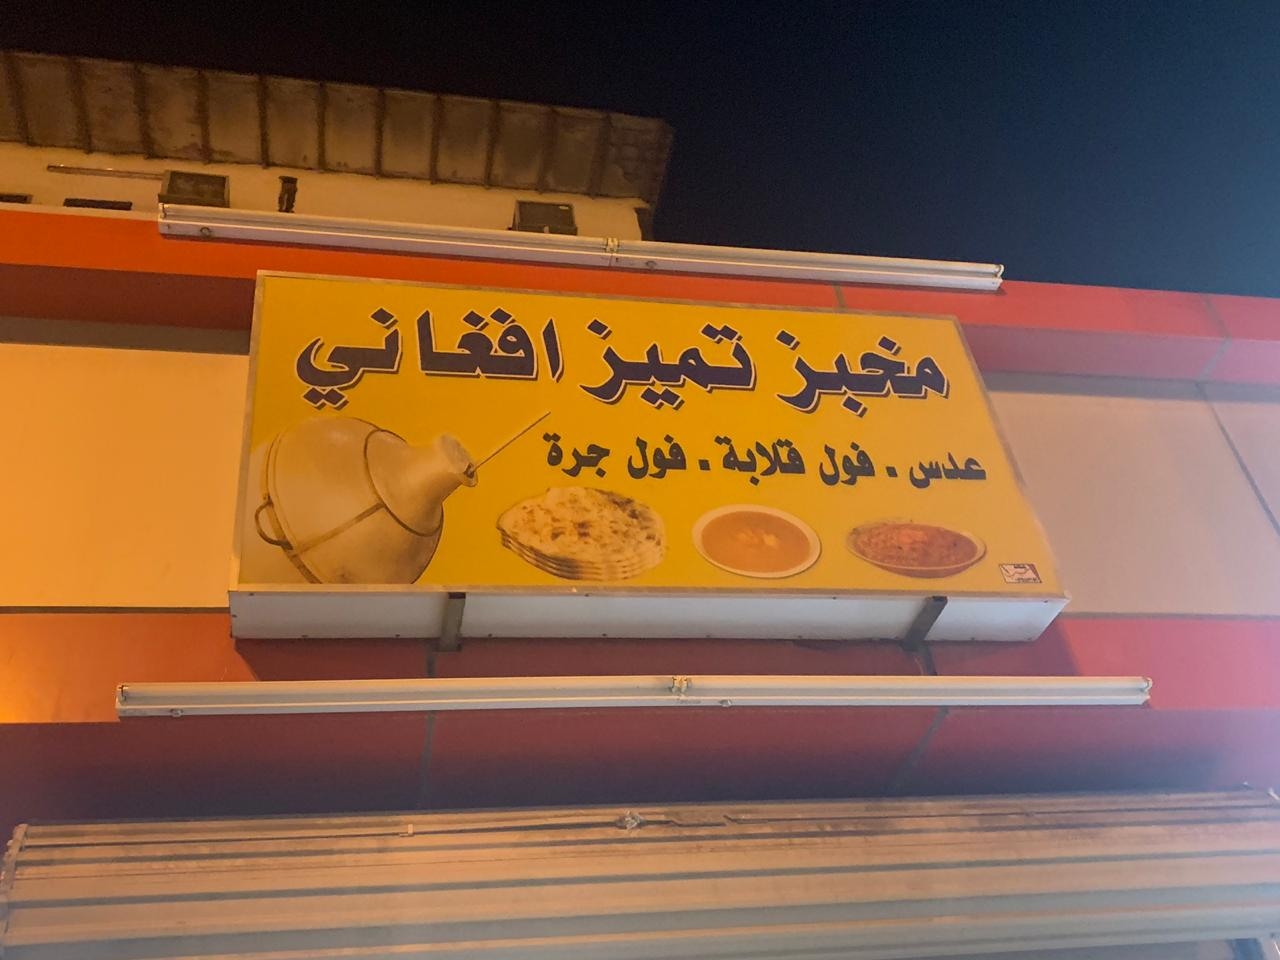 مخبز تميز افغاني
عدس . فول قلابة . فول جرة